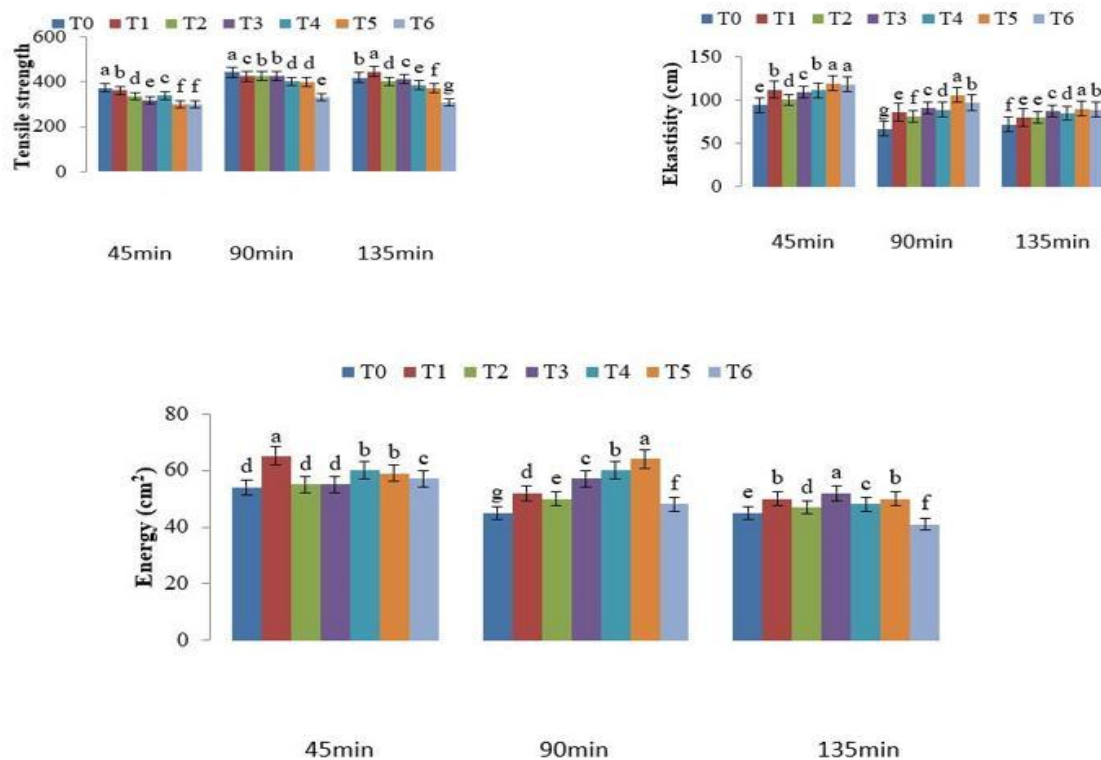 T0 T1 T2 T3 T4 T5 T6
Tensile strength
600
400
200
0
a b d e c f f
a c b b d d e
b a d c e f g
45min 90min 135min
T0 T1 T2 T3 T4 T5 T6
Ekastisity (cm)
150
100
50
0
e b d c b a a
g e f c d a b
f e e c d a b
45min 90min 135min
T0 T1 T2 T3 T4 T5 T6
Energy (cm²)
80
60
40
20
0
d a d d b b c
g d e c b a f
e b d a c b f
45min 90min 135min